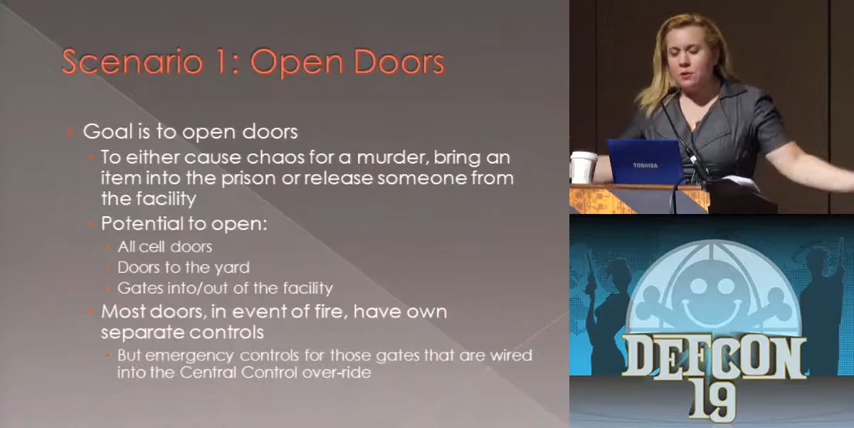 Scenario 1: Open Doors
Goal is to open doors
To either cause chaos for a murder, bring an
item into the prison or release someone from
the facility
Potential to open:
All cell doors
Doors to the yard
Gates into/out of the facility
Most doors, in event of fire, have own
separate controls
But emergency controls for those gates that are wired
into the Central Control over-ride
TOSHIBA
DEFCON
19